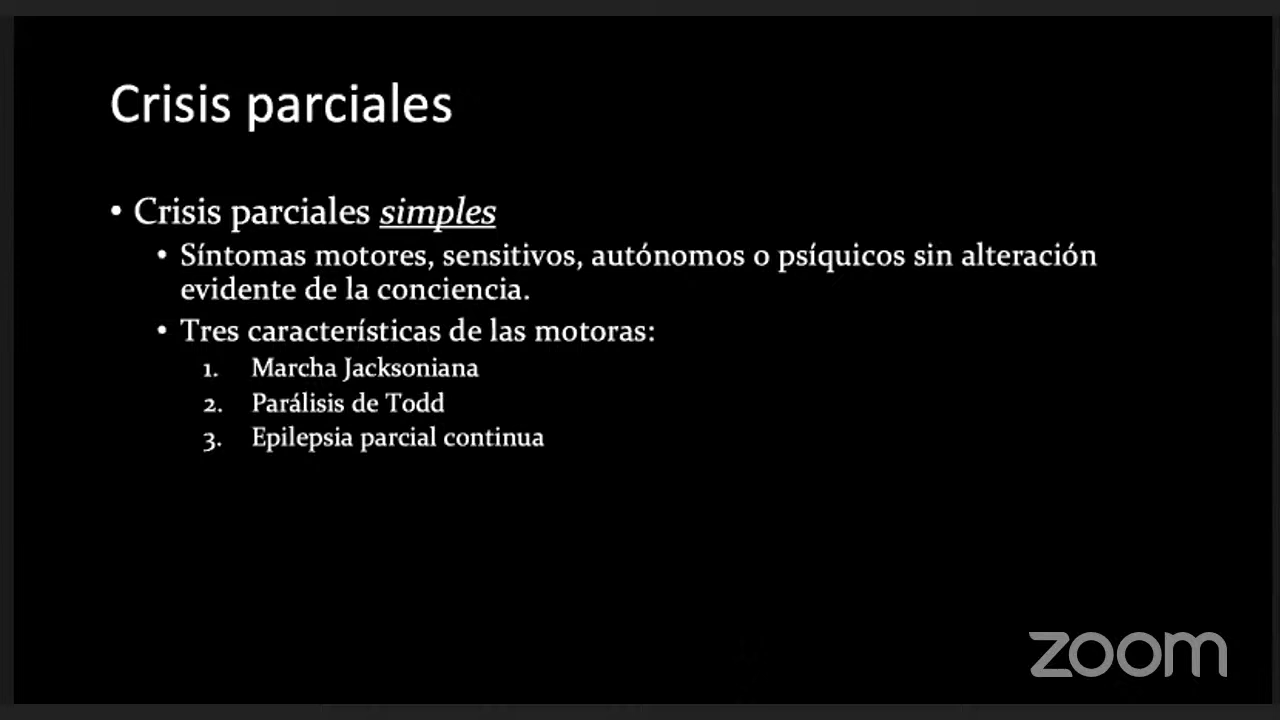 Crisis parciales
• Crisis parciales simples
• Síntomas motores, sensitivos, autónomos o psíquicos sin alteración
evidente de la conciencia.
• Tres características de las motoras:
1. Marcha Jacksoniana
2. Parálisis de Todd
3. Epilepsia parcial continua
zoom